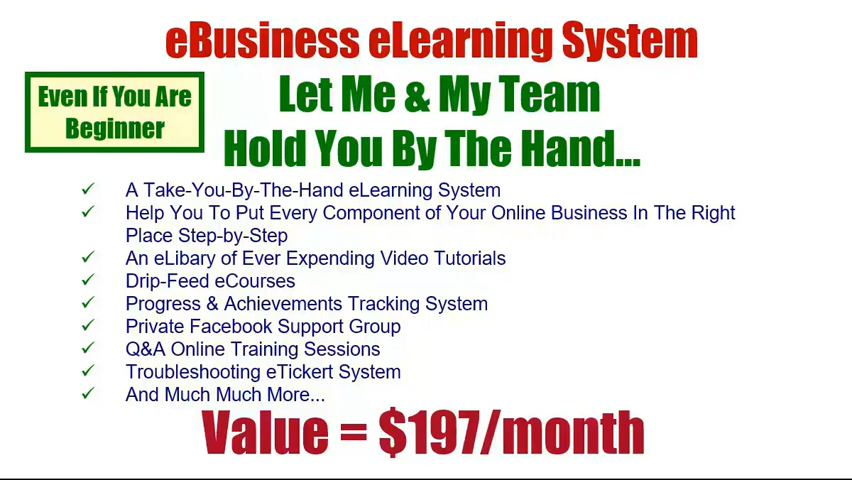 eBusiness eLearning System
Even If You Are
Beginner
Let Me & My Team
Hold You By The Hand...
✓ A Take-You-By-The-Hand eLearning System
✓ Help You To Put Every Component of Your Online Business In The Right
Place Step-by-Step
✓ An eLibary of Ever Expending Video Tutorials
✓ Drip-Feed eCourses
✓ Progress & Achievements Tracking System
✓ Private Facebook Support Group
✓ Q&A Online Training Sessions
✓ Troubleshooting eTickert System
✓ And Much Much More...
Value = $197/month